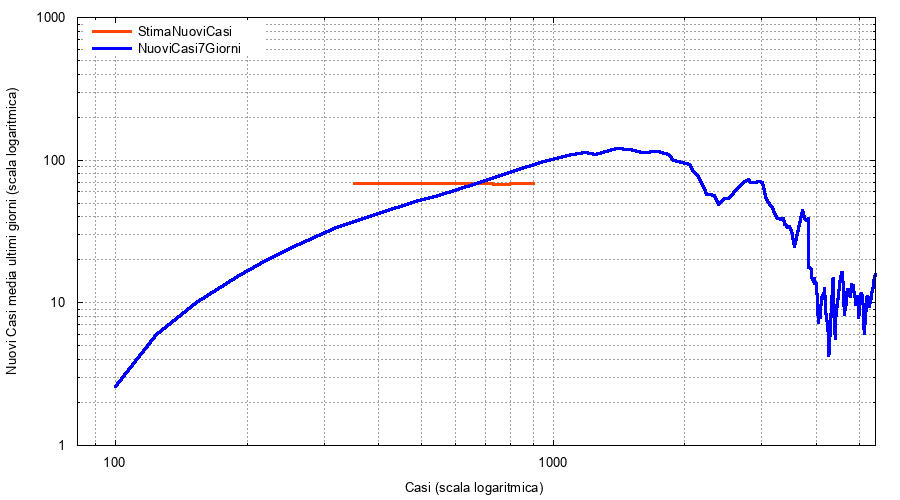 1000
StimaNuoviCasi
NuoviCasi7Giorni
100
10
1
Nuovi Casi media ultimi giorni (scala logaritmica)
100
1000
Casi (scala logaritmica)